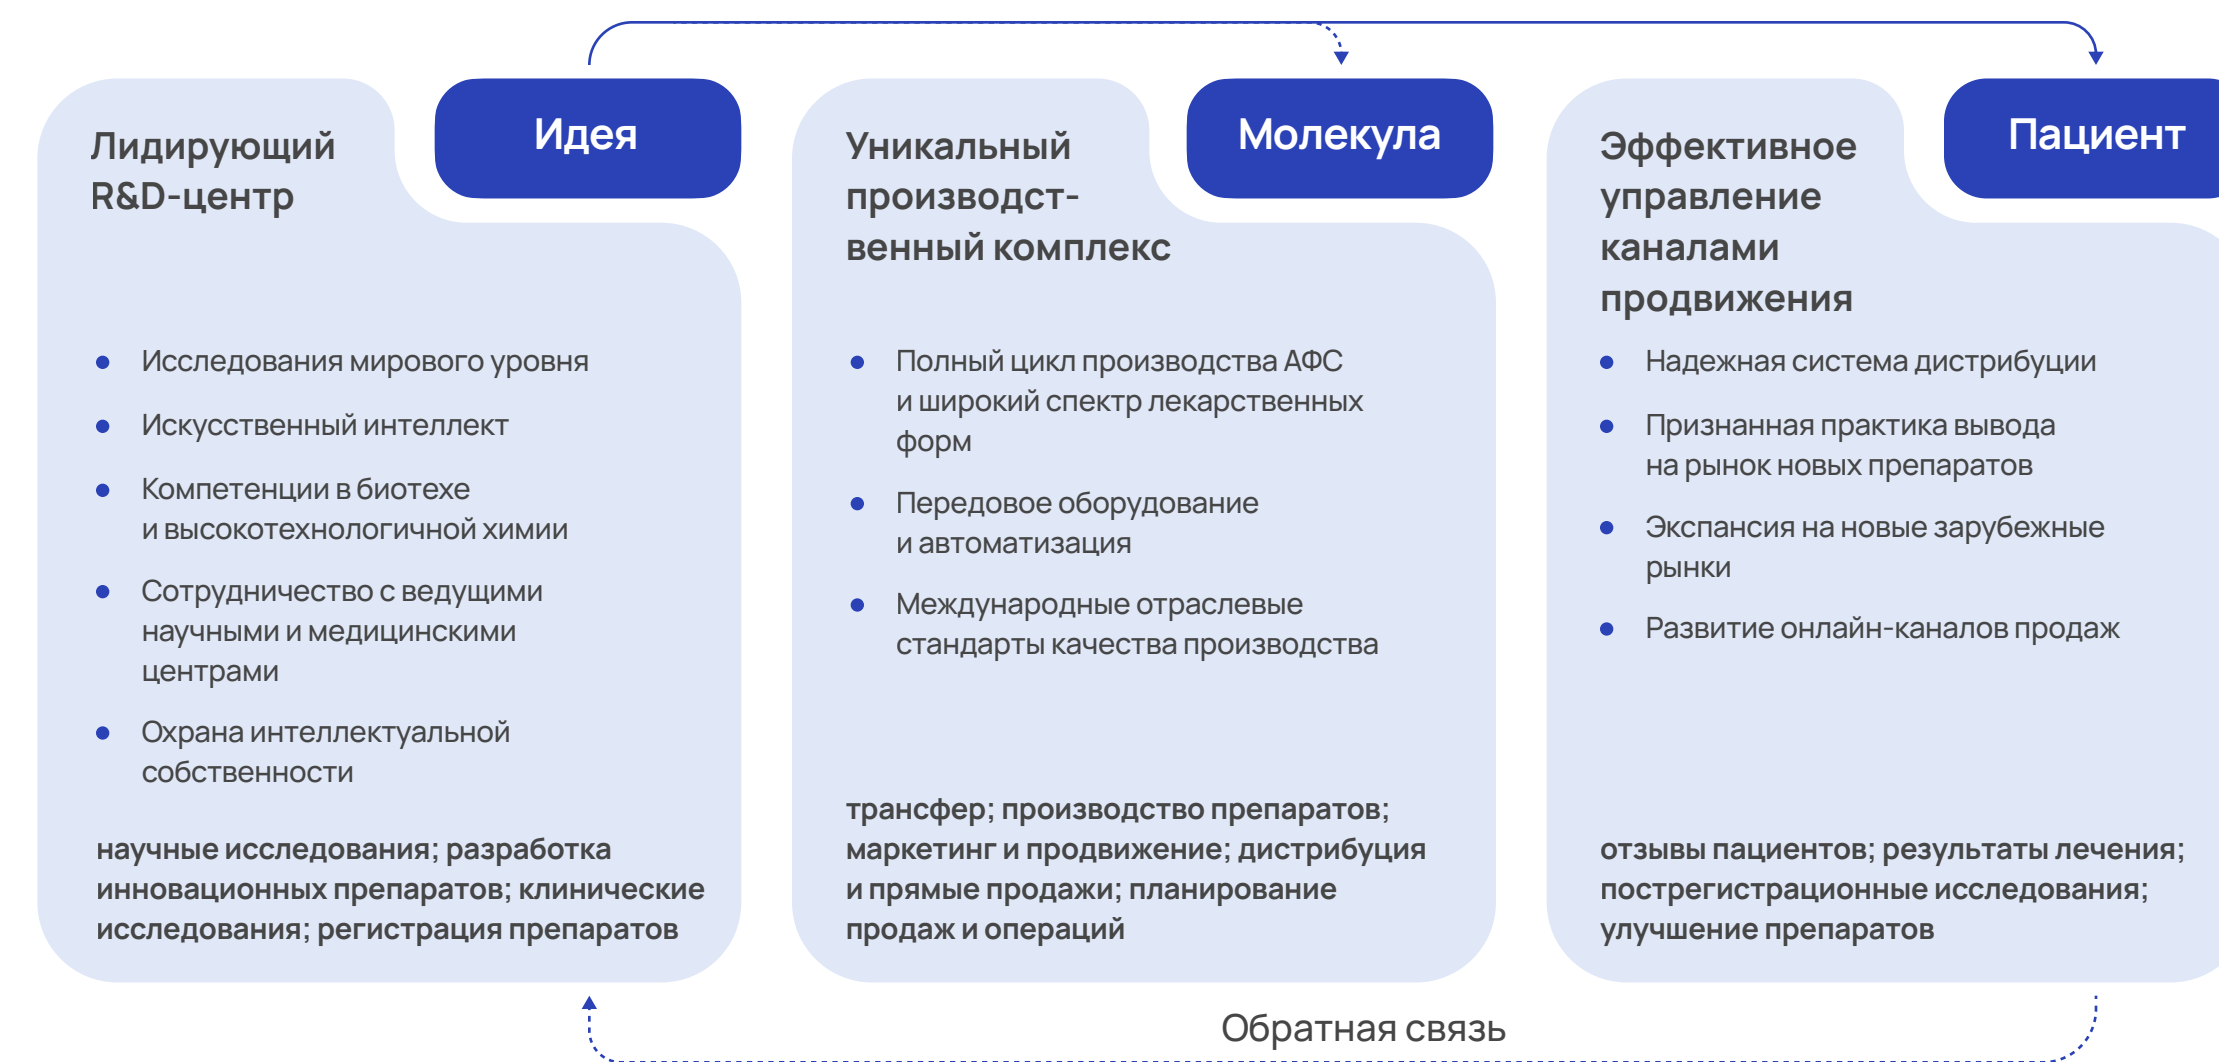 Идея
Лидирующий
R&D-центр
Исследования мирового уровня
Искусственный интеллект
Компетенции в биотехе
и высокотехнологичной химии
Сотрудничество с ведущими
научными и медицинскими
центрами
Охрана интеллектуальной
собственности
научные исследования; разработка
инновационных препаратов; клинические
исследования; регистрация препаратов
Молекула
Уникальный
производст-
венный комплекс
Полный цикл производства АФС
и широкий спектр лекарственных
форм
Передовое оборудование
и автоматизация
Международные отраслевые
стандарты качества производства
трансфер; производство препаратов;
маркетинг и продвижение; дистрибуция
и прямые продажи; планирование
продаж и операций
Пациент
Эффективное
управление
каналами
продвижения
Надежная система дистрибуции
Признанная практика вывода
на рынок новых препаратов
Экспансия на новые зарубежные
рынки
Развитие онлайн-каналов продаж
отзывы пациентов; результаты лечения;
пострегистрационные исследования;
улучшение препаратов
Обратная связь